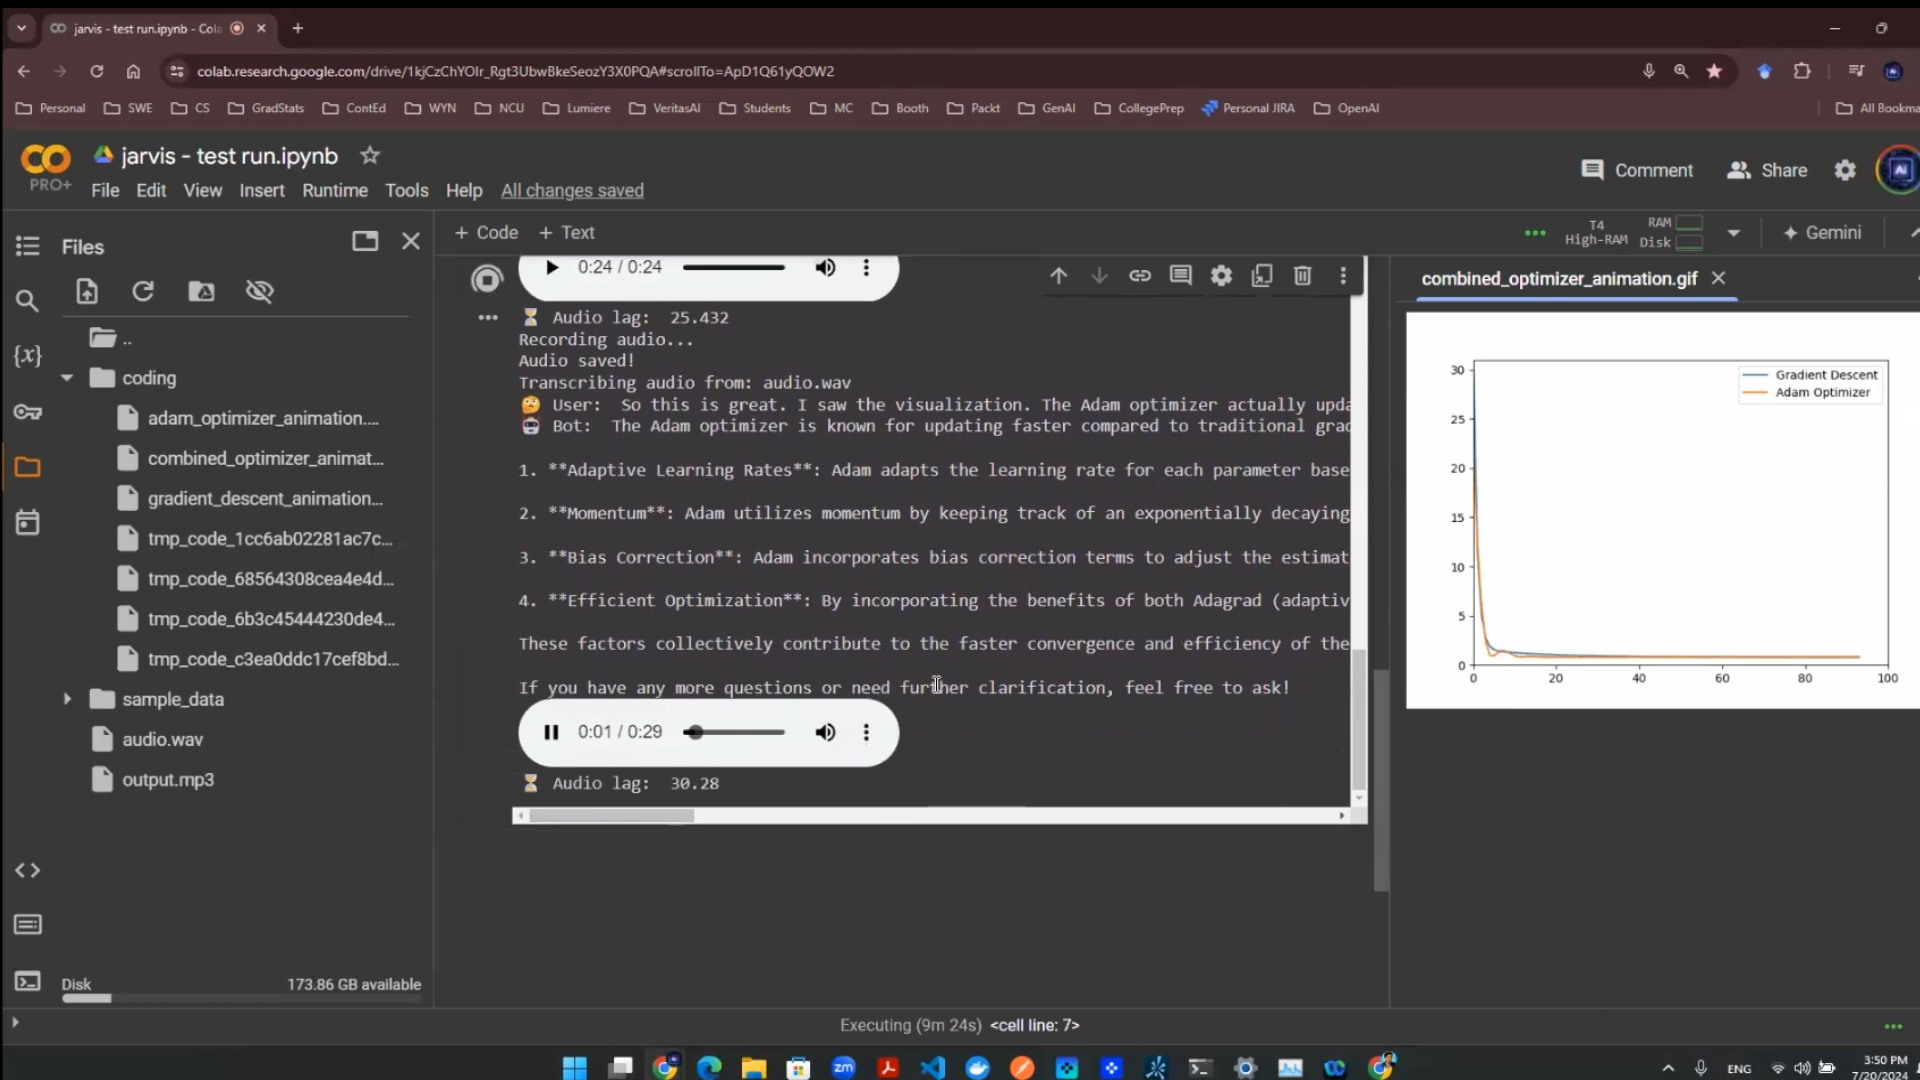 jarvis - test run.ipynb - Cola
colab.research.google.com/drive/1kjCzChYOIr_Rgt3UbwBkeSeozY3X0PQA#scrollTo=ApD1Q61yQOW2
Personal SWE CS GradStats ContEd WYN NCU Lumiere VeritasAI Students MC Booth Packt GenAI CollegePrep Personal JIRA OpenAI All Bookma
CO
PRO+
jarvis - test run.ipynb
File Edit View Insert Runtime Tools Help All changes saved
Comment Share AI
Files
+ Code + Text
T4
High-RAM
RAM
Disk
Gemini
..
coding
adam_optimizer_animation....
combined_optimizer_animat...
gradient_descent_animation...
tmp_code_1cc6ab02281ac7c...
tmp_code_68564308cea4e4d...
tmp_code_6b3c45444230de4...
tmp_code_c3ea0ddc17cef8bd...
sample_data
audio.wav
output.mp3
Disk 173.86 GB available
0:24 / 0:24
Audio lag: 25.432
Recording audio...
Audio saved!
Transcribing audio from: audio.wav
User: So this is great. I saw the visualization. The Adam optimizer actually upda
Bot: The Adam optimizer is known for updating faster compared to traditional grad
1. **Adaptive Learning Rates**: Adam adapts the learning rate for each parameter base
2. **Momentum**: Adam utilizes momentum by keeping track of an exponentially decaying
3. **Bias Correction**: Adam incorporates bias correction terms to adjust the estimat
4. **Efficient Optimization**: By incorporating the benefits of both Adagrad (adaptiv
These factors collectively contribute to the faster convergence and efficiency of the
If you have any more questions or need further clarification, feel free to ask!
0:01 / 0:29
Audio lag: 30.28
combined_optimizer_animation.gif
Gradient Descent
Adam Optimizer
30
25
20
15
10
5
0
0 20 40 60 80 100
Executing (9m 24s) <cell line: 7>
zm
ENG
3:50 PM
7/20/2024